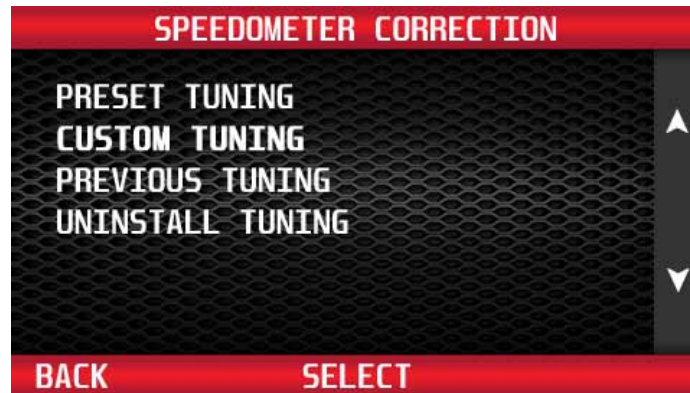 SPEEDOMETER CORRECTION
PRESET TUNING
CUSTOM TUNING
PREVIOUS TUNING
UNINSTALL TUNING
BACK SELECT